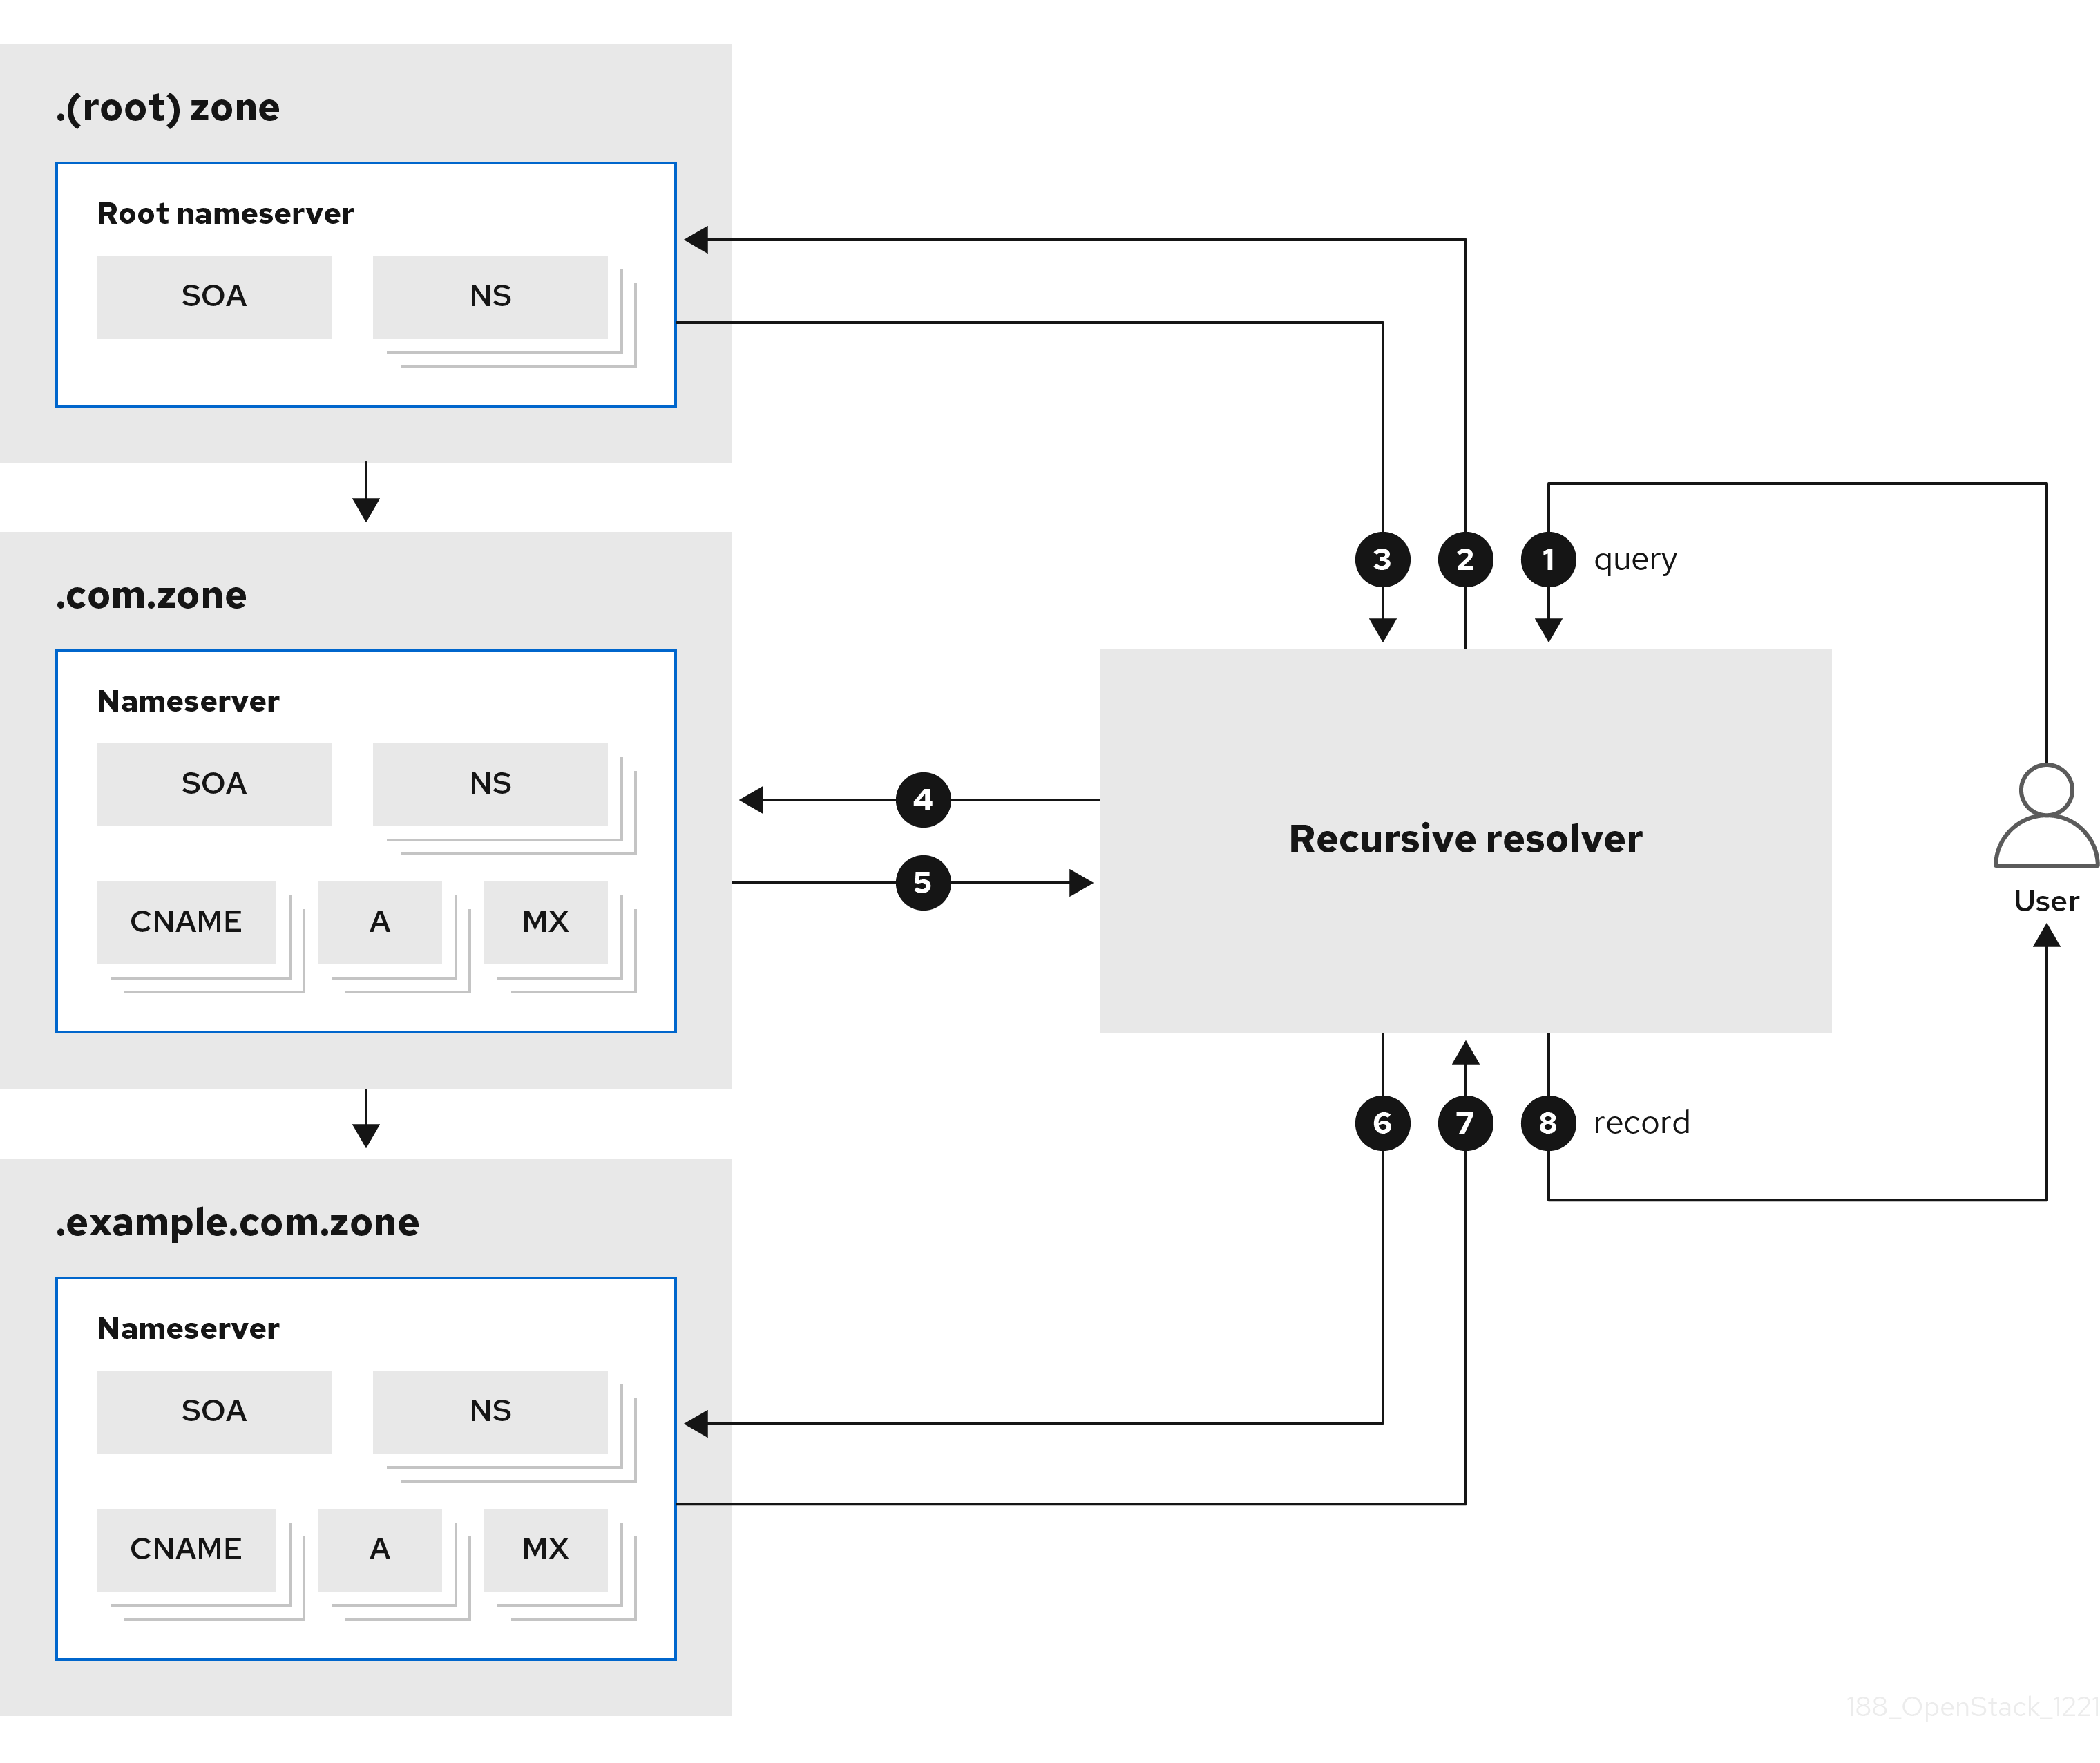 .(root) zone
Root nameserver
SOA
NS
.com.zone
Nameserver
SOA
NS
CNAME
A
MX
.example.com.zone
Nameserver
SOA
NS
CNAME
A
MX
3
2
1
query
4
5
Recursive resolver
User
6
7
8
record
188_OpenStack_1221